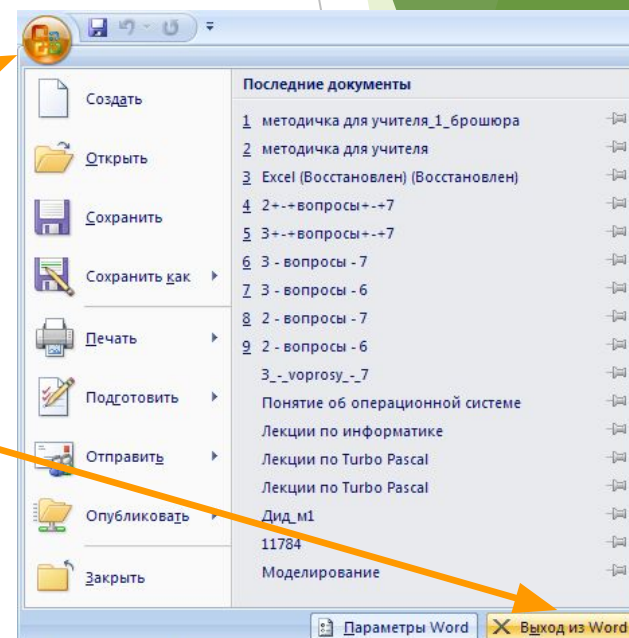 Создать
Открыть
Сохранить
Сохранить как
Печать
Подготовить
Отправить
Опубликовать
Закрыть
Последние документы
1 методичка для учителя_1_брошюра
2 методичка для учителя
3 Excel (Восстановлен) (Восстановлен)
4 2+-+вопросы+-+7
5 3+-+вопросы+-+7
6 3 - вопросы - 7
7 3 - вопросы - 6
8 2 - вопросы - 7
9 2 - вопросы - 6
3_-_voprosy_-_7
Понятие об операционной системе
Лекции по информатике
Лекции по Turbo Pascal
Лекции по Turbo Pascal
Дид_м1
11784
Моделирование
Параметры Word
Выход из Word